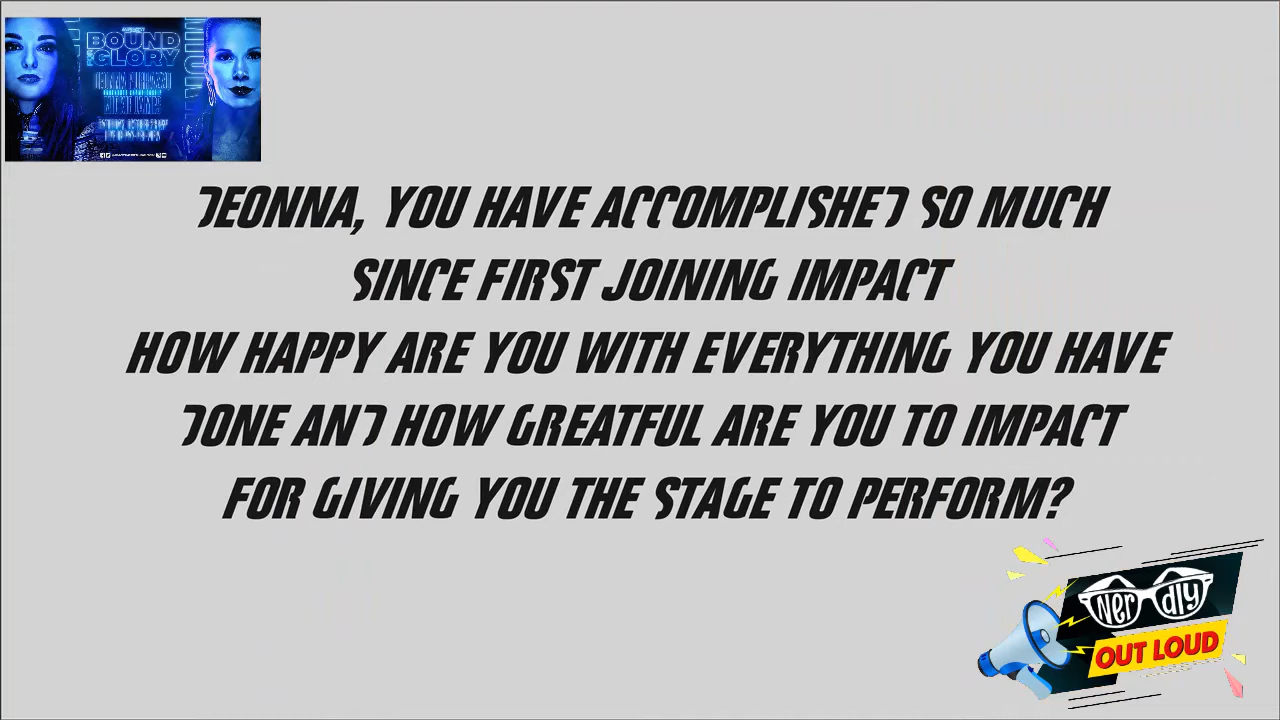 BOUND
FOR GLORY
DEONNA, YOU HAVE ACCOMPLISHED SO MUCH
SINCE FIRST JOINING IMPACT
HOW HAPPY ARE YOU WITH EVERYTHING YOU HAVE
DONE AND HOW GREATFUL ARE YOU TO IMPACT
FOR GIVING YOU THE STAGE TO PERFORM?
Nerdly
OUT LOUD